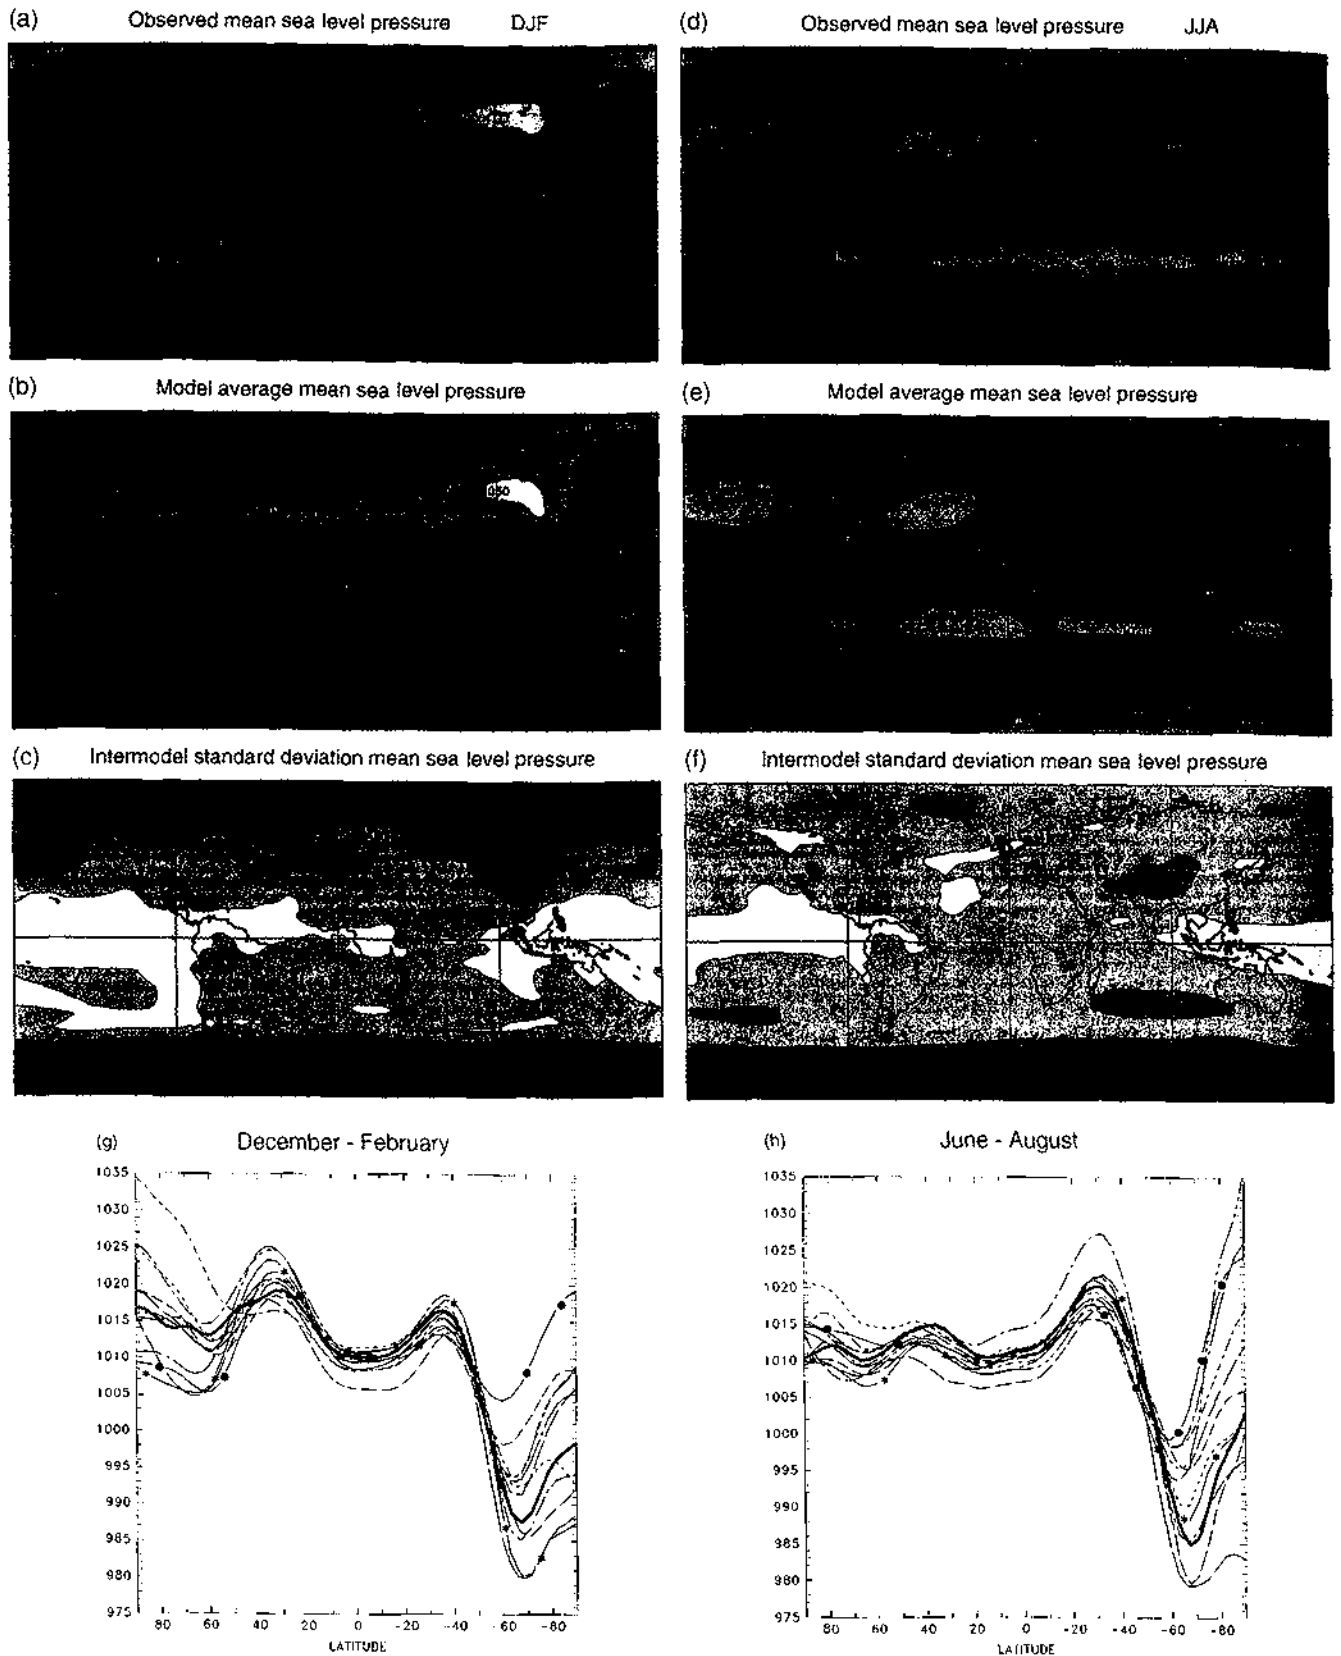 (a) Observed mean sea level pressure DJF
(d) Observed mean sea level pressure JJA
(b) Model average mean sea level pressure
(e) Model average mean sea level pressure
(c) Intermodel standard deviation mean sea level pressure
(f) Intermodel standard deviation mean sea level pressure
(g) December - February
1035
1030
1025
1020
1015
1010
1005
1000
995
990
985
980
975
80 60 40 20 0 -20 -40 -60 -80
LATITUDE
(h) June - August
1035
1030
1025
1020
1015
1010
1005
1000
995
990
985
980
975
80 60 40 20 0 -20 -40 -60 -80
LATITUDE